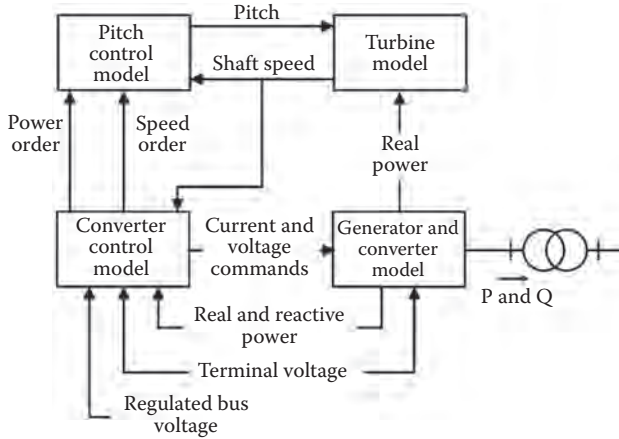 Pitch
Pitch
control
model
Turbine
model
Shaft speed
Power
order
Speed
order
Real
power
Converter
control
model
Current and
voltage
commands
Generator and
converter
model
P and Q
Real and reactive
power
Terminal voltage
Regulated bus
voltage